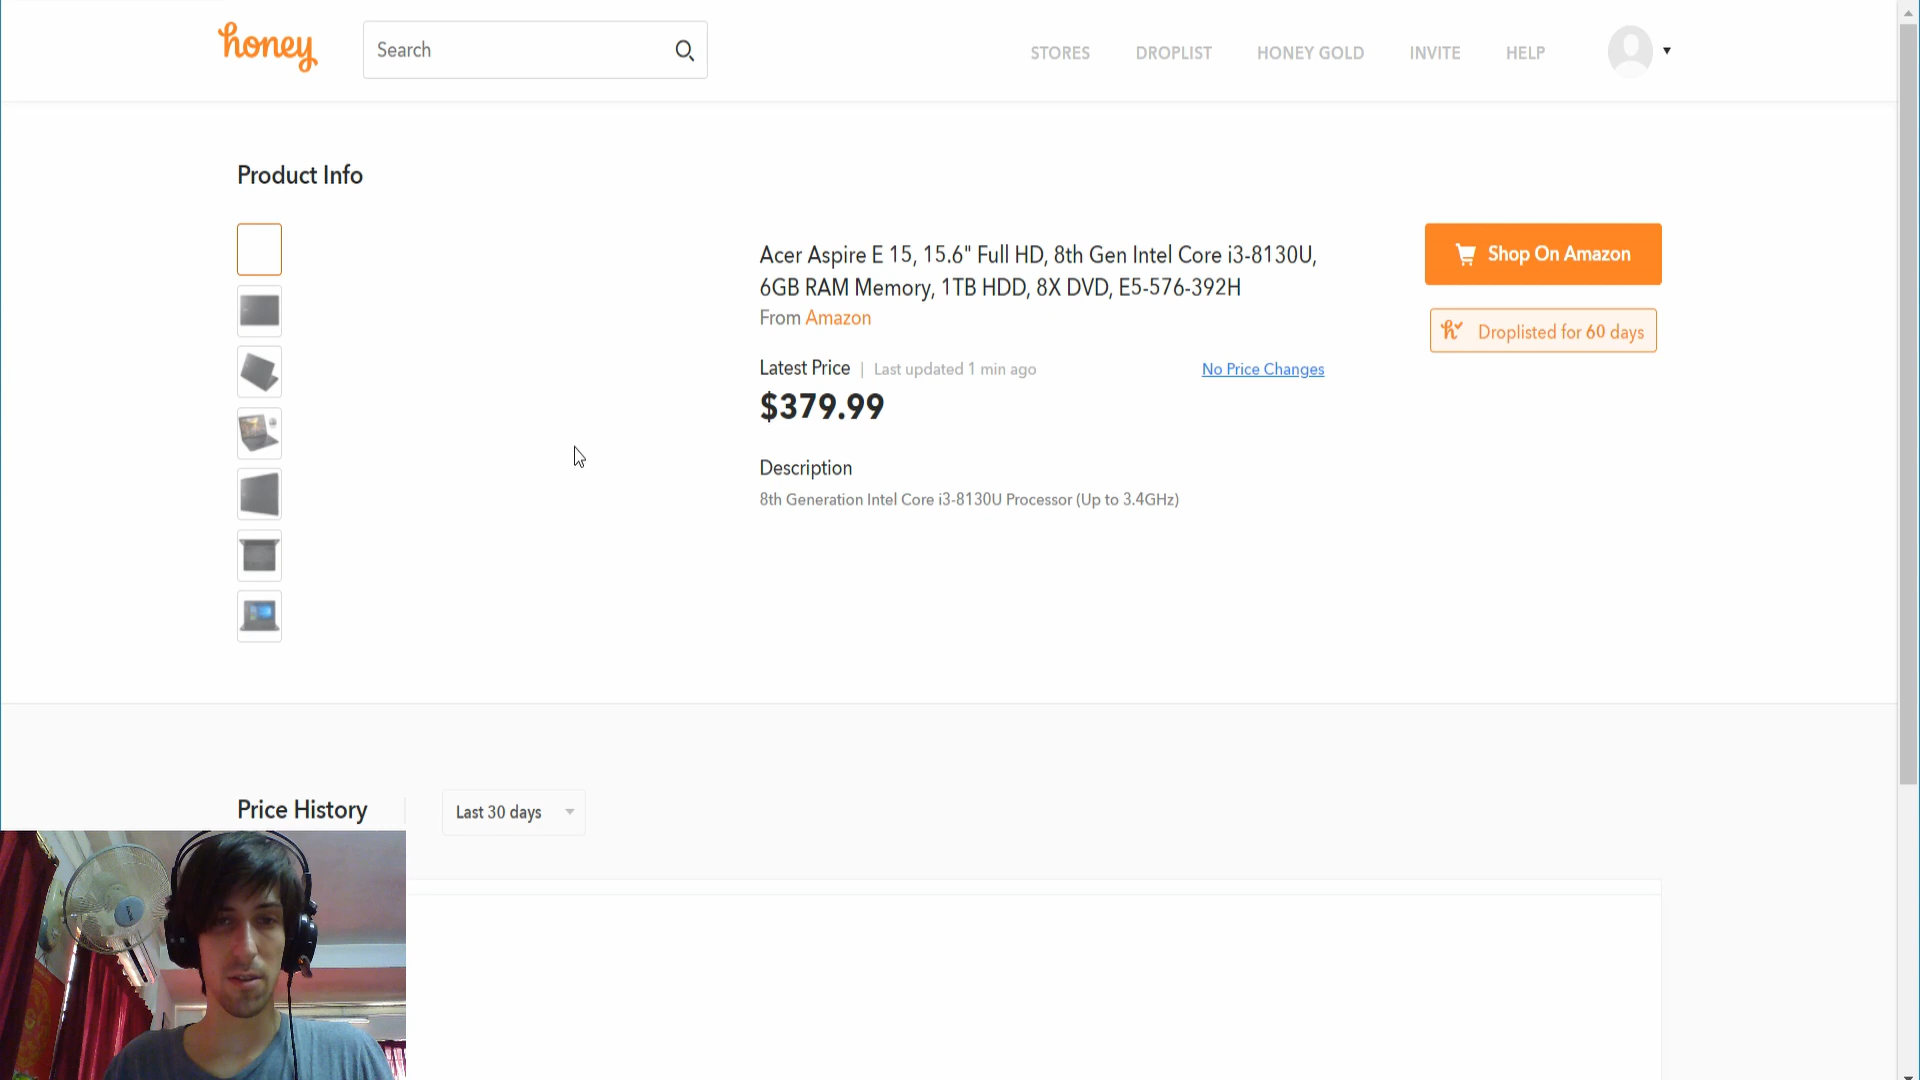 honey
Search
STORES
DROPLIST
HONEY GOLD
INVITE
HELP
Product Info
Acer Aspire E 15, 15.6" Full HD, 8th Gen Intel Core i3-8130U,
6GB RAM Memory, 1TB HDD, 8X DVD, E5-576-392H
From Amazon
Shop On Amazon
h Droplisted for 60 days
Latest Price | Last updated 1 min ago
No Price Changes
$379.99
Description
8th Generation Intel Core i3-8130U Processor (Up to 3.4GHz)
Price History
Last 30 days